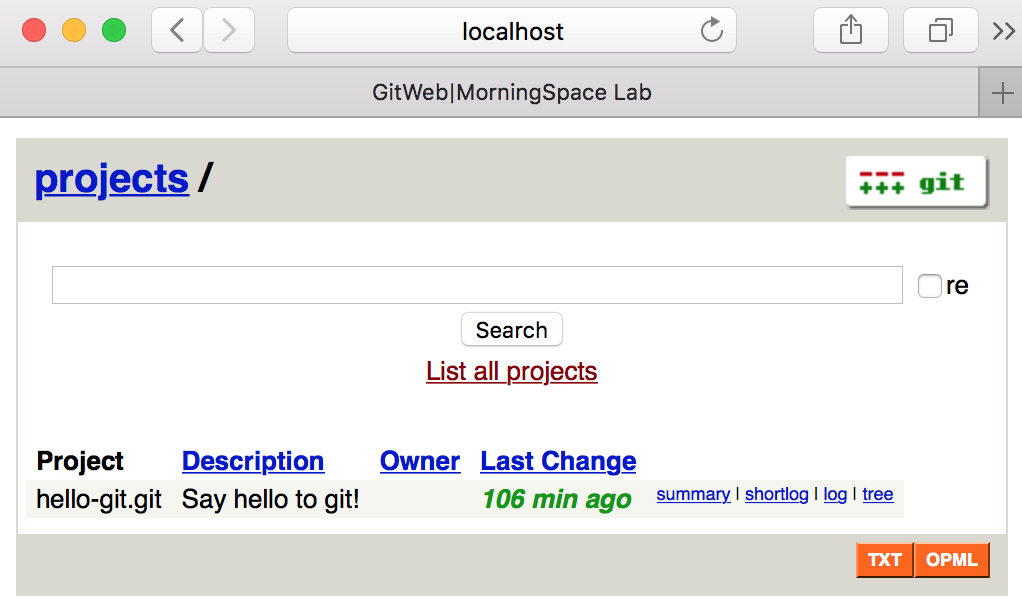 localhost
GitWeb|MorningSpace Lab
projects /
git
re
Search
List all projects
Project Description Owner Last Change
hello-git.git Say hello to git! 106 min ago summary | shortlog | log | tree
TXT OPML